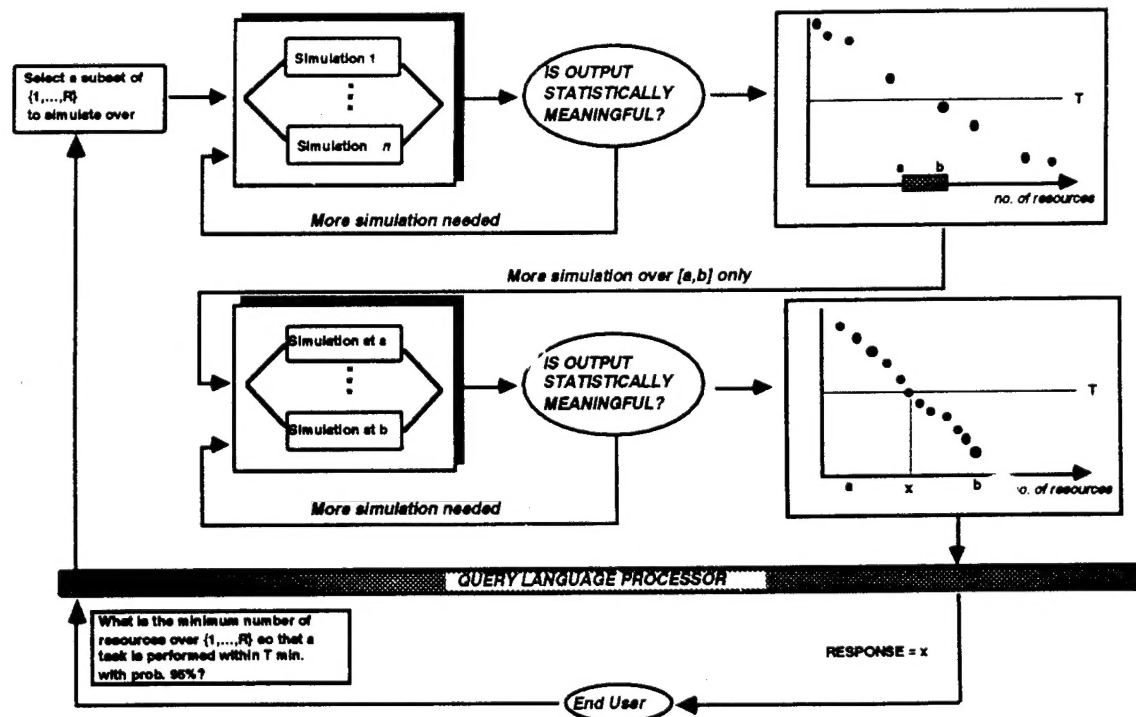 Select a subset of
{1,...,R}
to simulate over
Simulation 1
Simulation n
IS OUTPUT
STATISTICALLY
MEANINGFUL?
T
a
b
no. of resources
More simulation needed
More simulation over [a,b] only
Simulation at a
Simulation at b
IS OUTPUT
STATISTICALLY
MEANINGFUL?
T
a
x
b
no. of resources
More simulation needed
QUERY LANGUAGE PROCESSOR
What is the minimum number of
resources over {1,...,R} so that a
task is performed within T min.
with prob. 95%?
RESPONSE = x
End User